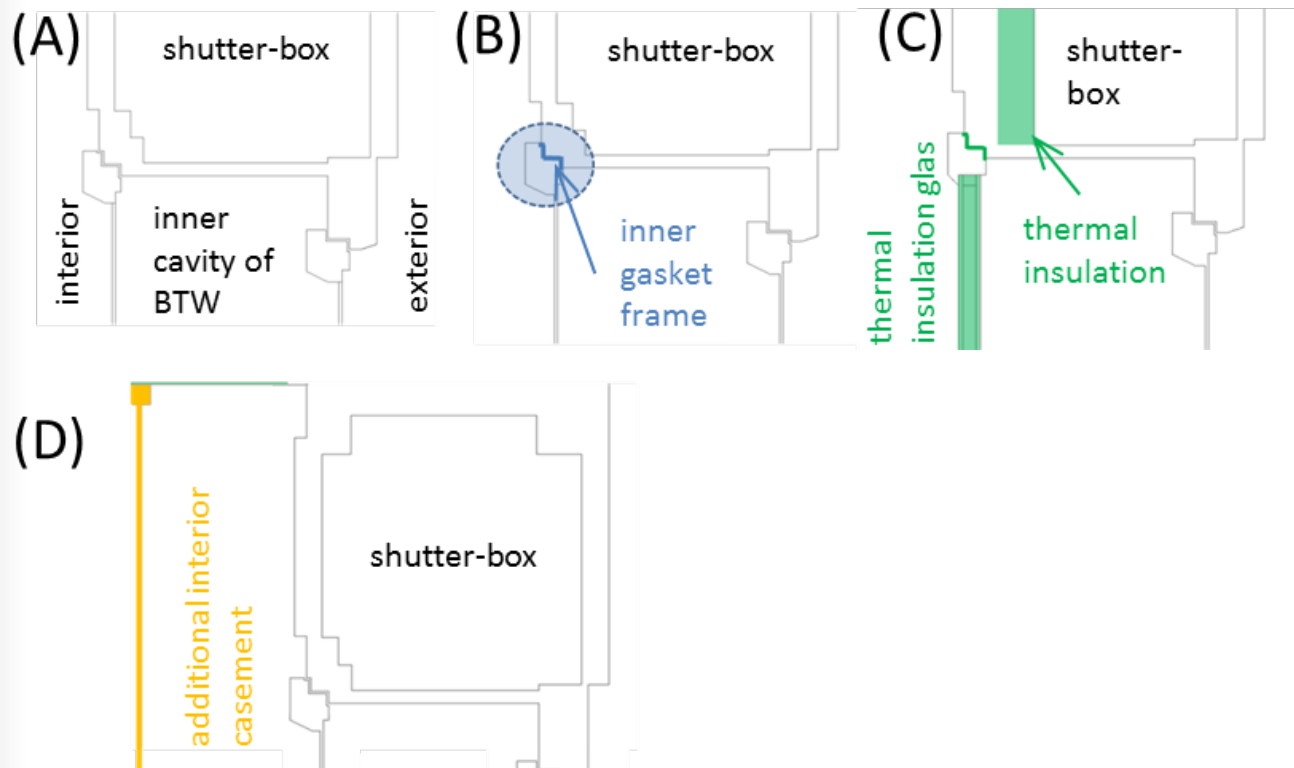 (A)
shutter-box
interior
inner
cavity of
BTW
exterior
(B)
shutter-box
inner
gasket
frame
(C)
shutter-
box
thermal
insulation glas
thermal
insulation
(D)
additional interior
casement
shutter-box